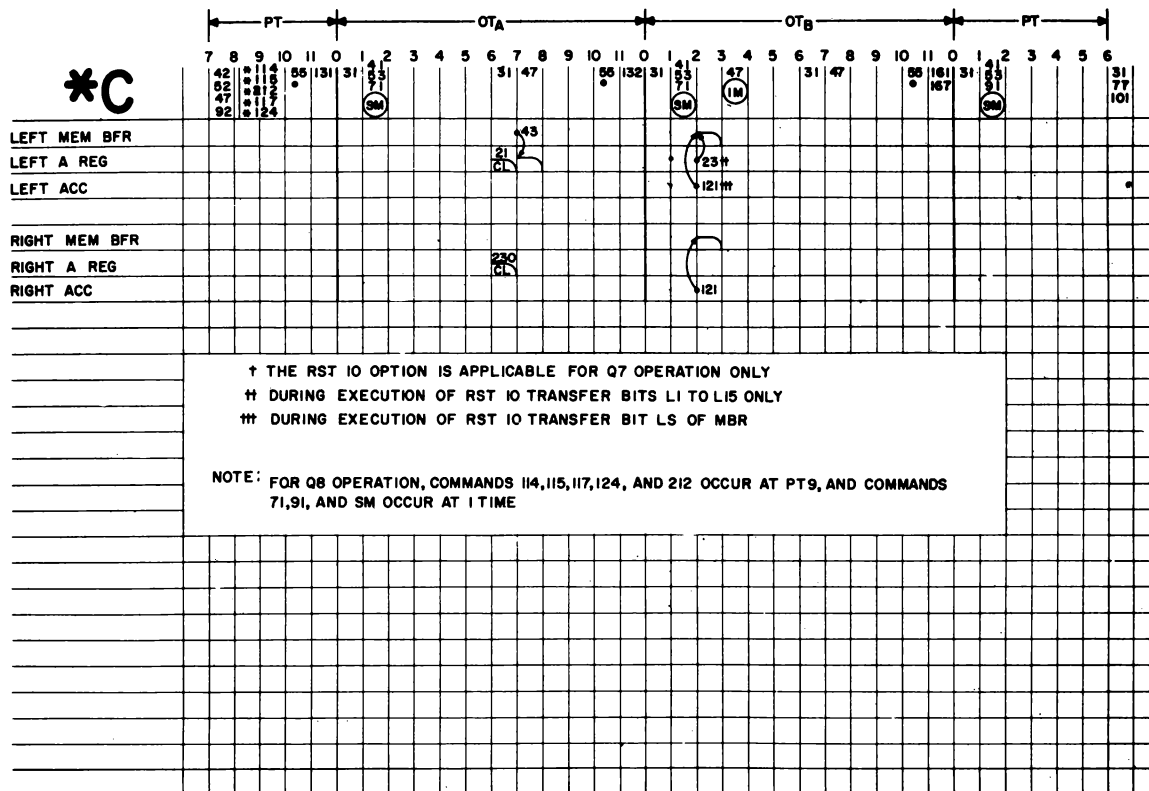 PT OTA OTB PT
7 8 9 10 11 0 1 2 3 4 5 6 7 8 9 10 11 0 1 2 3 4 5 6 7 8 9 10 11 0 1 2 3 4 5 6
*C
42 *114 55 131 31 41 31 47 55 132 31 41 47 31 47 55 161 31 41 31
52 *115 53 53 1M 167 53 77
47 *212 71 71 91 101
92 *117 SM SM SM
*124
LEFT MEM BFR 43
LEFT A REG 21 CL 23††
LEFT ACC 121†††
RIGHT MEM BFR
RIGHT A REG 230 CL
RIGHT ACC 121
† THE RST 10 OPTION IS APPLICABLE FOR Q7 OPERATION ONLY
†† DURING EXECUTION OF RST 10 TRANSFER BITS L1 TO L15 ONLY
††† DURING EXECUTION OF RST 10 TRANSFER BIT LS OF MBR
NOTE: FOR Q8 OPERATION, COMMANDS 114,115,117,124, AND 212 OCCUR AT PT9, AND COMMANDS
71,91, AND SM OCCUR AT 1 TIME